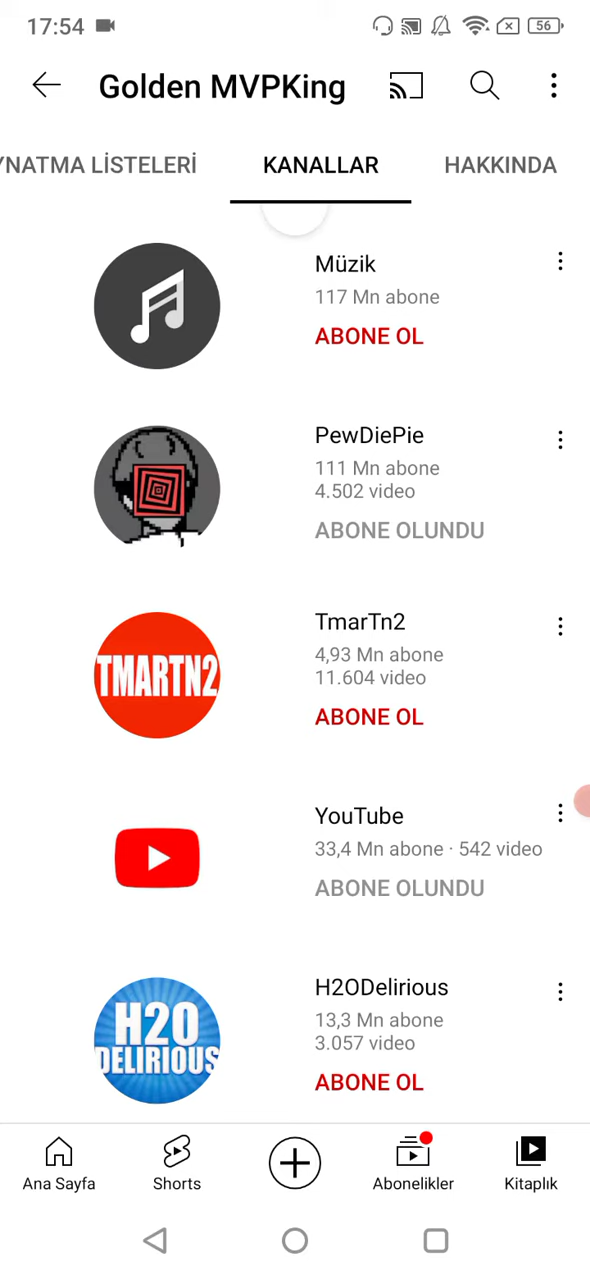 17:54
56
Golden MVPKing
YNATMA LİSTELERİ
KANALLAR
HAKKINDA
Müzik
117 Mn abone
ABONE OL
PewDiePie
111 Mn abone
4.502 video
ABONE OLUNDU
TMARTN2
TmarTn2
4,93 Mn abone
11.604 video
ABONE OL
YouTube
33,4 Mn abone · 542 video
ABONE OLUNDU
H2O
DELIRIOUS
H2ODelirious
13,3 Mn abone
3.057 video
ABONE OL
Ana Sayfa
Shorts
Abonelikler
Kitaplık